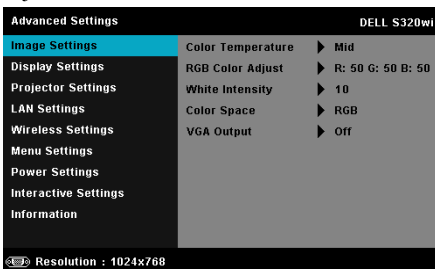 Advanced Settings DELL S320wi
Image Settings Color Temperature Mid
Display Settings RGB Color Adjust R: 50 G: 50 B: 50
Projector Settings White Intensity 10
LAN Settings Color Space RGB
Wireless Settings VGA Output Off
Menu Settings
Power Settings
Interactive Settings
Information
Resolution : 1024x768